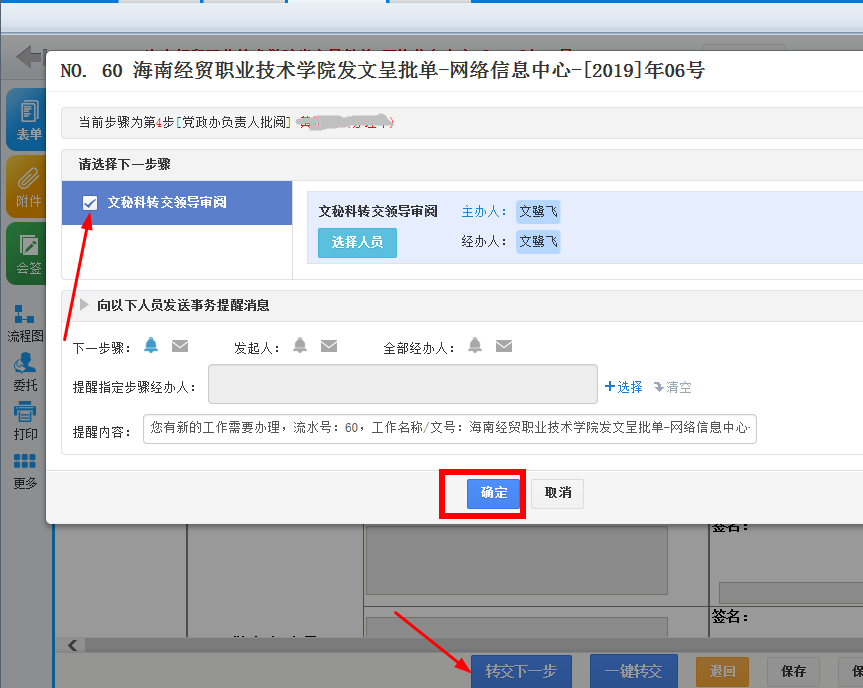 NO. 60 海南经贸职业技术学院发文呈批单-网络信息中心-[2019]年06号
表单
附件
会签
流程图
委托
打印
更多
当前步骤为第4步[党政办负责人批阅]
请选择下一步骤
文秘科转交领导审阅
文秘科转交领导审阅 主办人: 文鹭飞
选择人员 经办人: 文鹭飞
向以下人员发送事务提醒消息
下一步骤: 发起人: 全部经办人:
提醒指定步骤经办人: +选择 清空
提醒内容: 您有新的工作需要办理，流水号：60，工作名称/文号：海南经贸职业技术学院发文呈批单-网络信息中心-
确定 取消
签名:
签名:
转交下一步 一键转交 退回 保存